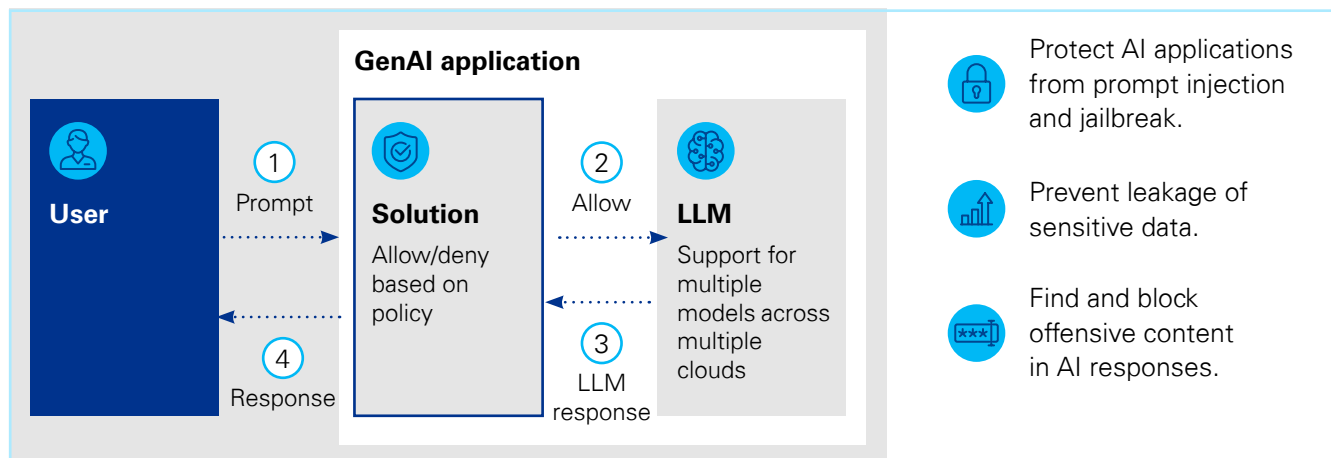 GenAI application
User
1
Prompt
Solution
Allow/deny
based on
policy
2
Allow
LLM
Support for
multiple
models across
multiple
clouds
3
LLM
response
4
Response
Protect AI applications
from prompt injection
and jailbreak.
Prevent leakage of
sensitive data.
***
Find and block
offensive content
in AI responses.